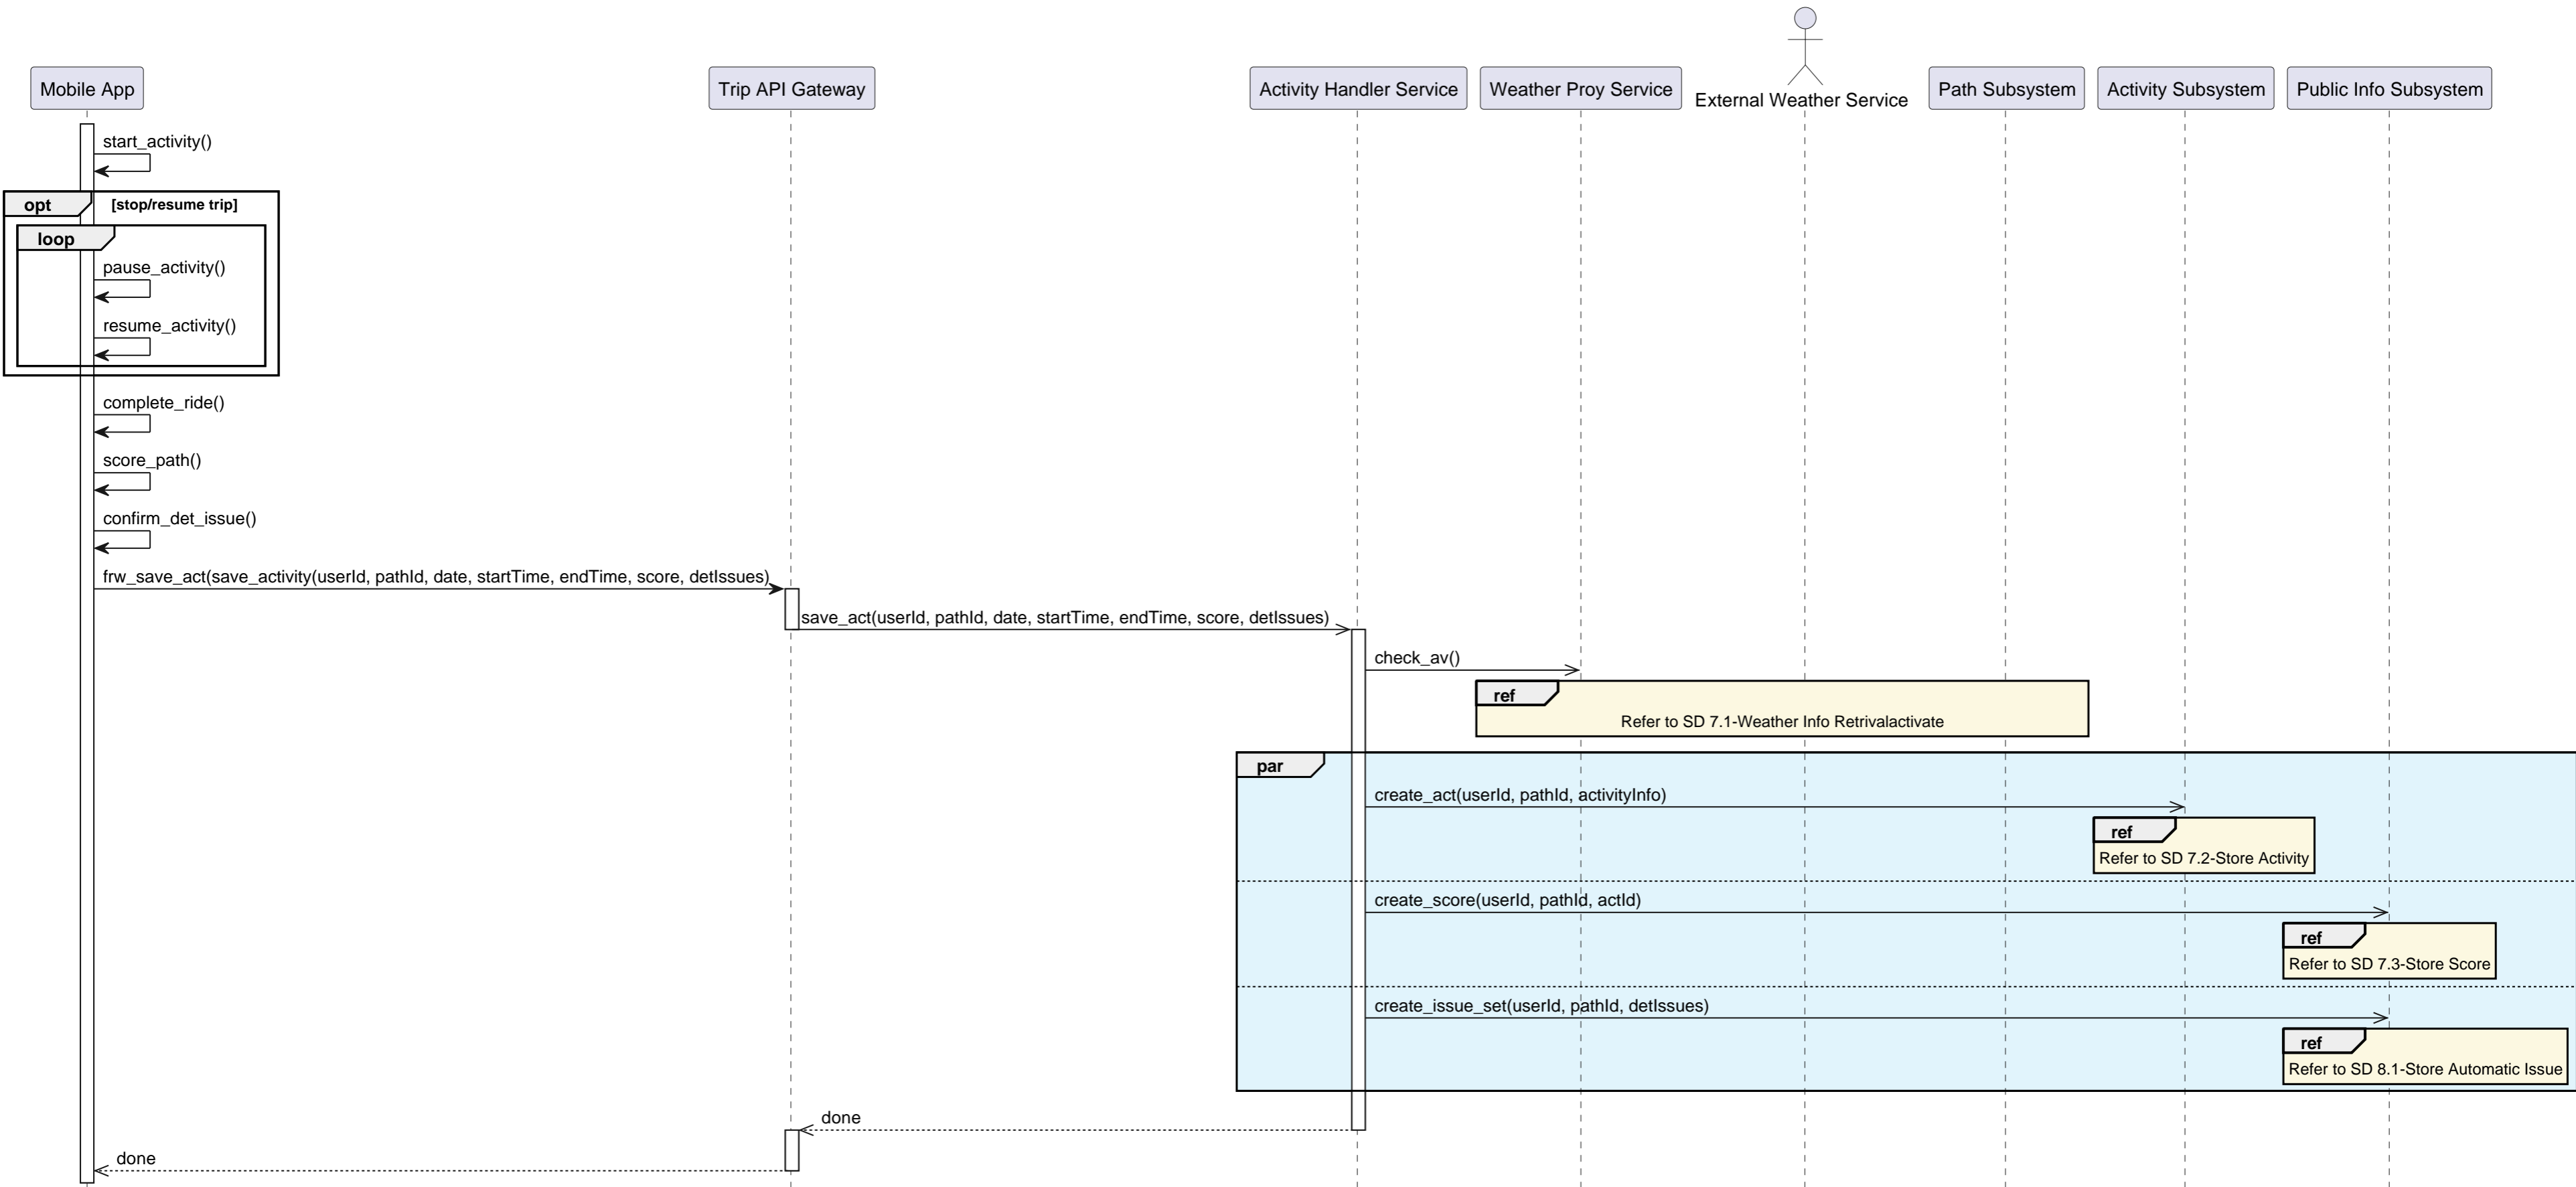 Mobile App
Trip API Gateway
Activity Handler Service
Weather Proy Service
External Weather Service
Path Subsystem
Activity Subsystem
Public Info Subsystem
start_activity()
opt
[stop/resume trip]
loop
pause_activity()
resume_activity()
complete_ride()
score_path()
confirm_det_issue()
frw_save_act(save_activity(userId, pathId, date, startTime, endTime, score, detIssues)
save_act(userId, pathId, date, startTime, endTime, score, detIssues)
check_av()
ref
Refer to SD 7.1-Weather Info Retrivalactivate
par
create_act(userId, pathId, activityInfo)
ref
Refer to SD 7.2-Store Activity
create_score(userId, pathId, actId)
ref
Refer to SD 7.3-Store Score
create_issue_set(userId, pathId, detIssues)
ref
Refer to SD 8.1-Store Automatic Issue
done
done